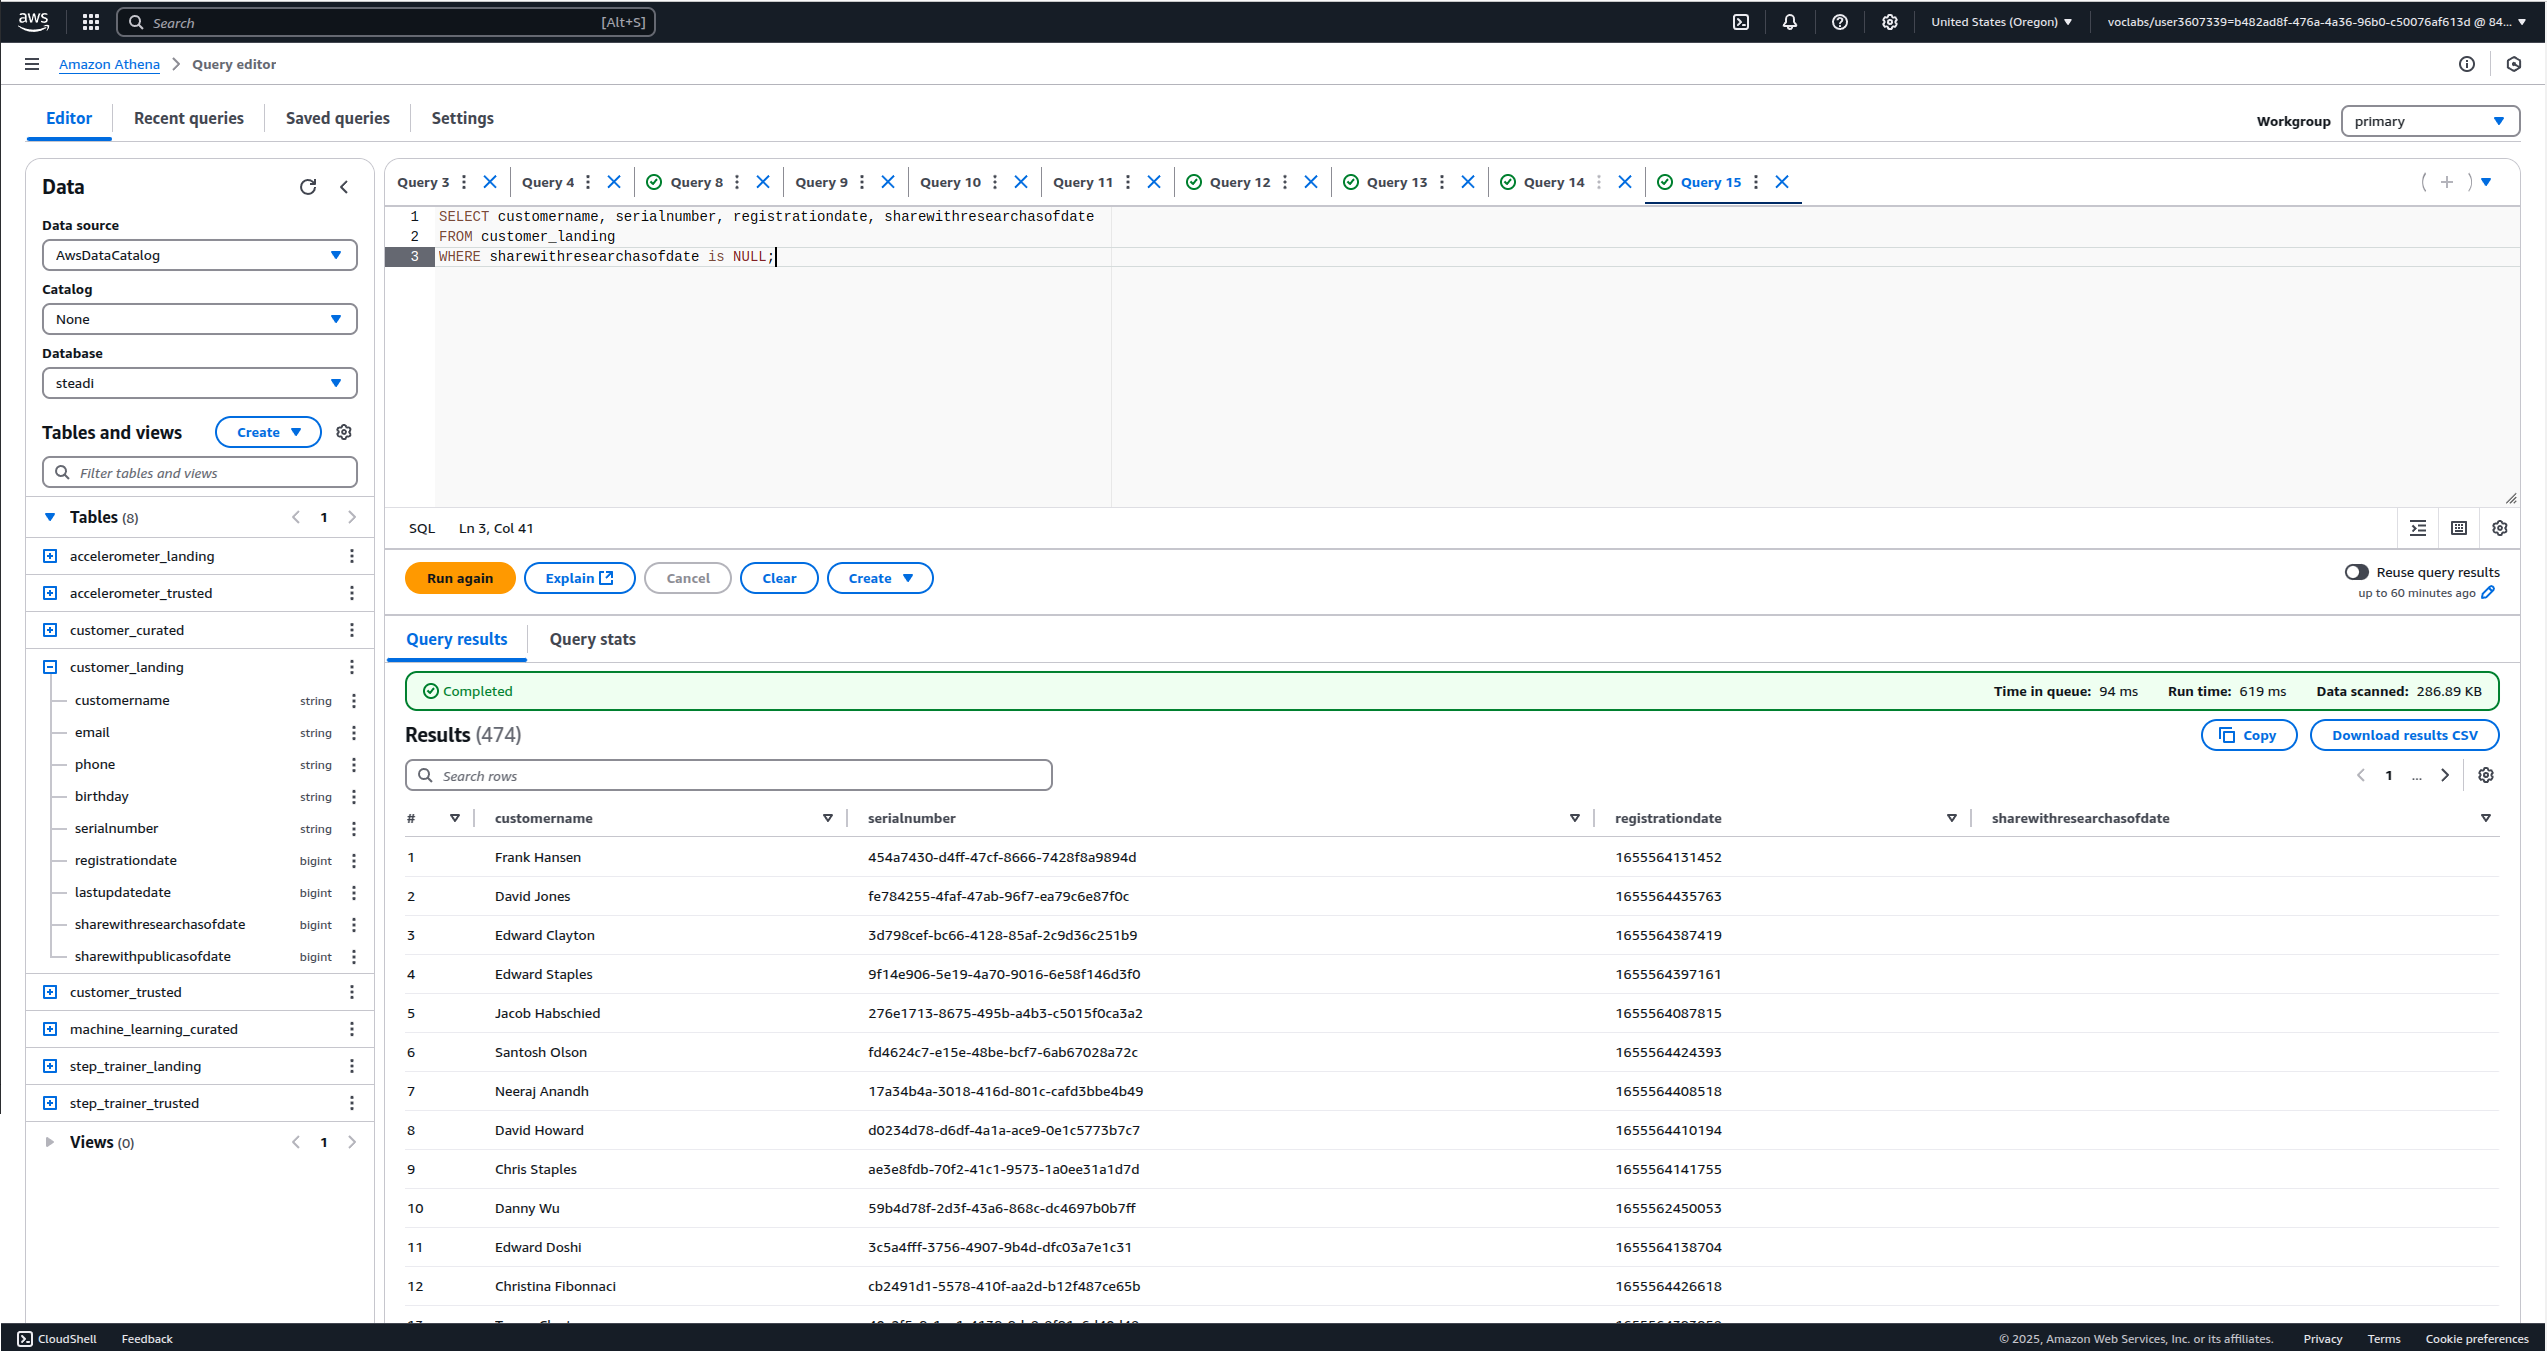 aws Search [Alt+S] United States (Oregon) voclabs/user3607339=b482ad8f-476a-4a36-96b0-c50076af613d @ 84...
Amazon Athena Query editor
Editor Recent queries Saved queries Settings Workgroup primary
Data
Data source
AwsDataCatalog
Catalog
None
Database
steadi
Tables and views Create
Filter tables and views
Tables (8) 1
accelerometer_landing
accelerometer_trusted
customer_curated
customer_landing
customername string
email string
phone string
birthday string
serialnumber string
registrationdate bigint
lastupdatedate bigint
sharewithresearchasofdate bigint
sharewithpublicasofdate bigint
customer_trusted
machine_learning_curated
step_trainer_landing
step_trainer_trusted
Views (0) 1
Query 3 Query 4 Query 8 Query 9 Query 10 Query 11 Query 12 Query 13 Query 14 Query 15
1 SELECT customername, serialnumber, registrationdate, sharewithresearchasofdate
2 FROM customer_landing
3 WHERE sharewithresearchasofdate is NULL;
SQL Ln 3, Col 41
Run again Explain Cancel Clear Create Reuse query results
up to 60 minutes ago
Query results Query stats
Completed Time in queue: 94 ms Run time: 619 ms Data scanned: 286.89 KB
Results (474) Copy Download results CSV
Search rows 1 ...
# customername serialnumber registrationdate sharewithresearchasofdate
1 Frank Hansen 454a7430-d4ff-47cf-8666-7428f8a9894d 1655564131452
2 David Jones fe784255-4faf-47ab-96f7-ea79c6e87f0c 1655564435763
3 Edward Clayton 3d798cef-bc66-4128-85af-2c9d36c251b9 1655564387419
4 Edward Staples 9f14e906-5e19-4a70-9016-6e58f146d3f0 1655564397161
5 Jacob Habschied 276e1713-8675-495b-a4b3-c5015f0ca3a2 1655564087815
6 Santosh Olson fd4624c7-e15e-48be-bcf7-6ab67028a72c 1655564424393
7 Neeraj Anandh 17a34b4a-3018-416d-801c-cafd3bbe4b49 1655564408518
8 David Howard d0234d78-d6df-4a1a-ace9-0e1c5773b7c7 1655564410194
9 Chris Staples ae3e8fdb-70f2-41c1-9573-1a0ee31a1d7d 1655564141755
10 Danny Wu 59b4d78f-2d3f-43a6-868c-dc4697b0b7ff 1655562450053
11 Edward Doshi 3c5a4fff-3756-4907-9b4d-dfc03a7e1c31 1655564138704
12 Christina Fibonnaci cb2491d1-5578-410f-aa2d-b12f487ce65b 1655564426618
CloudShell Feedback © 2025, Amazon Web Services, Inc. or its affiliates. Privacy Terms Cookie preferences